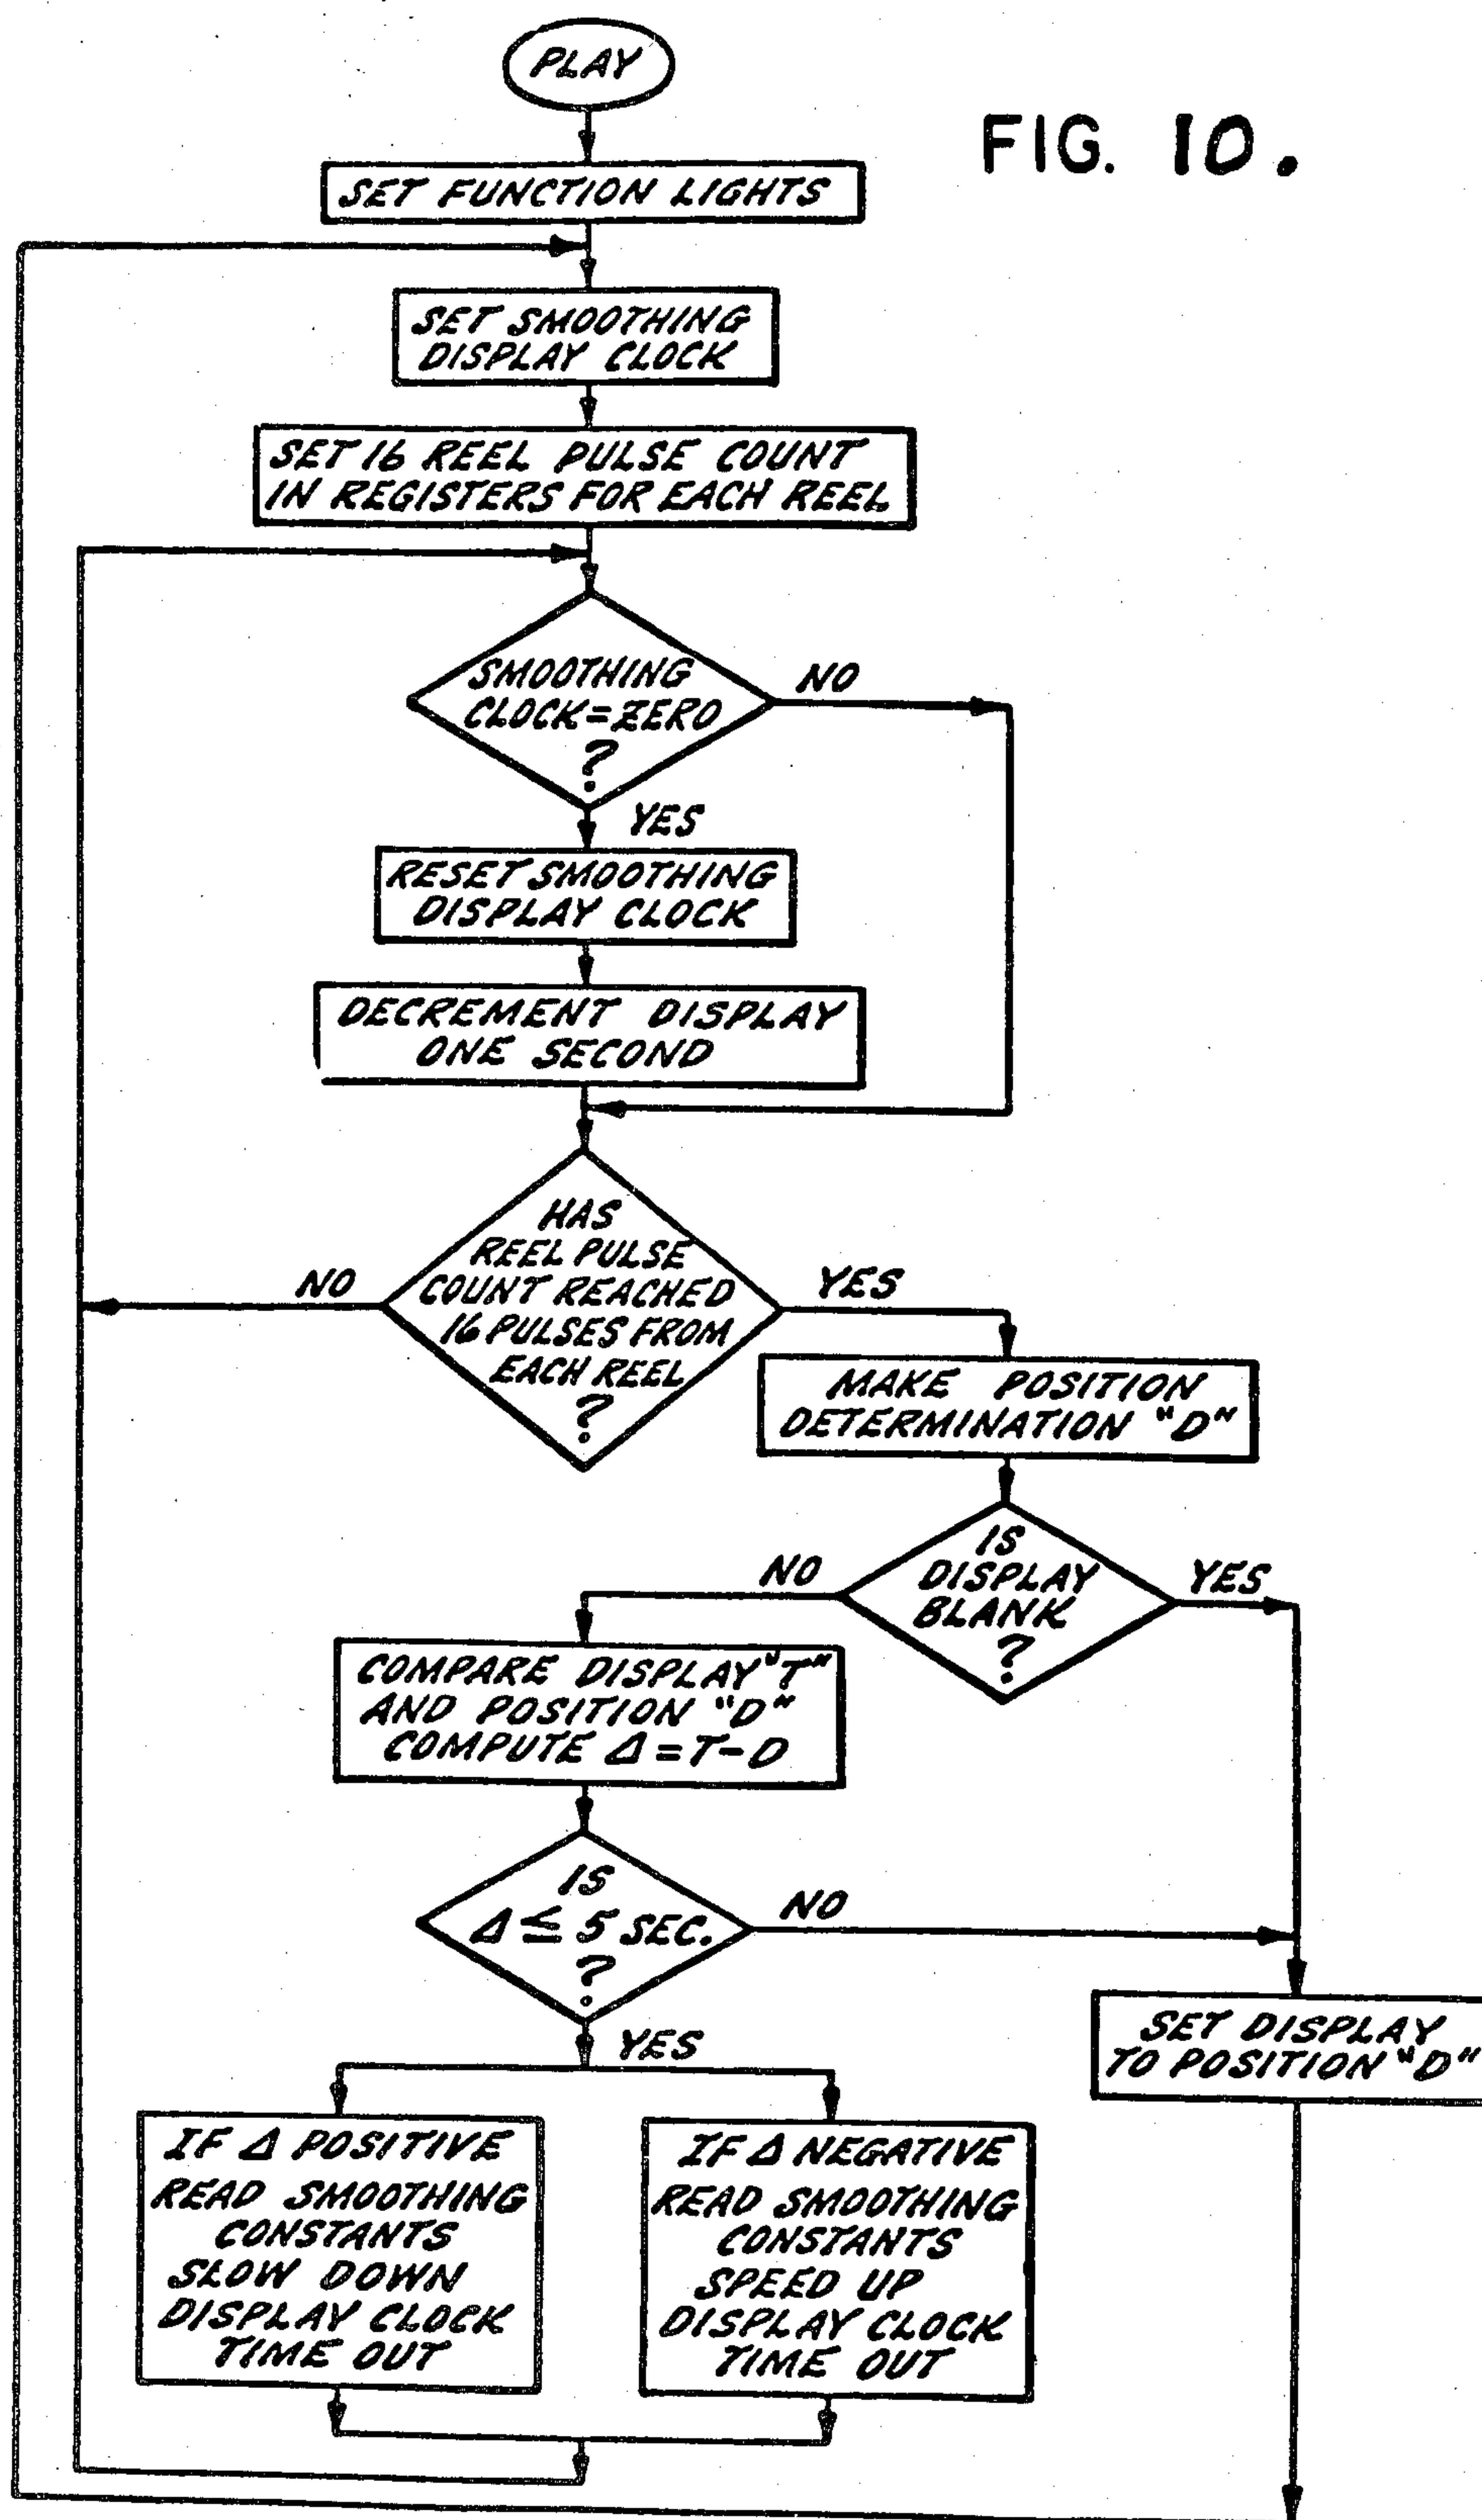 PLAY
FIG. 10.
SET FUNCTION LIGHTS
SET SMOOTHING
DISPLAY CLOCK
SET 16 REEL PULSE COUNT
IN REGISTERS FOR EACH REEL
SMOOTHING
CLOCK=ZERO
?
NO
YES
RESET SMOOTHING
DISPLAY CLOCK
DECREMENT DISPLAY
ONE SECOND
HAS
REEL PULSE
COUNT REACHED
16 PULSES FROM
EACH REEL
?
NO
YES
MAKE POSITION
DETERMINATION "D"
IS
DISPLAY
BLANK
?
NO
YES
COMPARE DISPLAY "T"
AND POSITION "D"
COMPUTE Δ=T-D
IS
Δ ≤ 5 SEC.
?
NO
YES
SET DISPLAY
TO POSITION "D"
IF Δ POSITIVE
READ SMOOTHING
CONSTANTS
SLOW DOWN
DISPLAY CLOCK
TIME OUT
IF Δ NEGATIVE
READ SMOOTHING
CONSTANTS
SPEED UP
DISPLAY CLOCK
TIME OUT